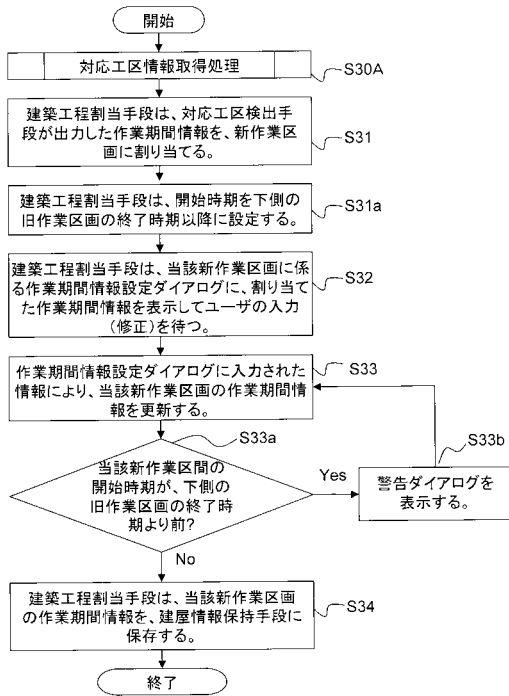 開始
対応工区情報取得処理
S30A
建築工程割当手段は、対応工区検出手
段が出力した作業期間情報を、新作業区
画に割り当てる。
S31
建築工程割当手段は、開始時期を下側の
旧作業区画の終了時期以降に設定する。
S31a
建築工程割当手段は、当該新作業区画に係
る作業期間情報設定ダイアログに、割り当て
た作業期間情報を表示してユーザの入力
(修正)を待つ。
S32
作業期間情報設定ダイアログに入力された
情報により、当該新作業区画の作業期間情
報を更新する。
S33
S33a
当該新作業区間の
開始時期が、下側の
旧作業区画の終了時
期より前?
Yes
S33b
警告ダイアログを
表示する。
No
建築工程割当手段は、当該新作業区画
の作業期間情報を、建屋情報保持手段に
保存する。
S34
終了